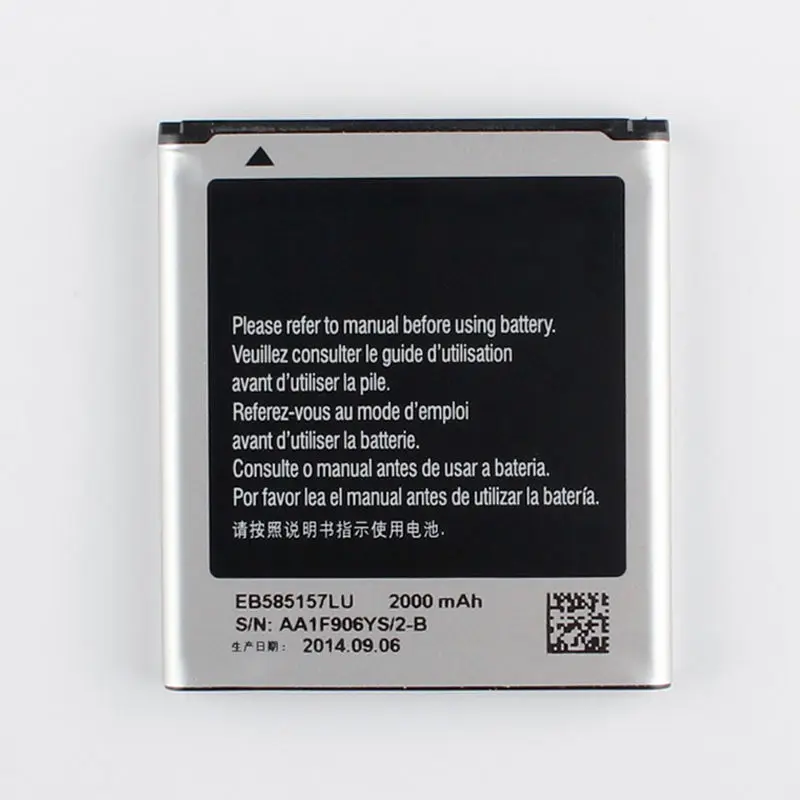 Please refer to manual before using battery.
Veuillez consulter le guide d'utilisation
avant d'utiliser la pile.
Referez-vous au mode d'emploi
avant d'utiliser la batterie.
Consulte o manual antes de usar a bateria.
Por favor lea el manual antes de utilizar la batería.
请按照说明书指示使用电池.
EB585157LU 2000 mAh
S/N: AA1F906YS/2-B
生产日期: 2014.09.06